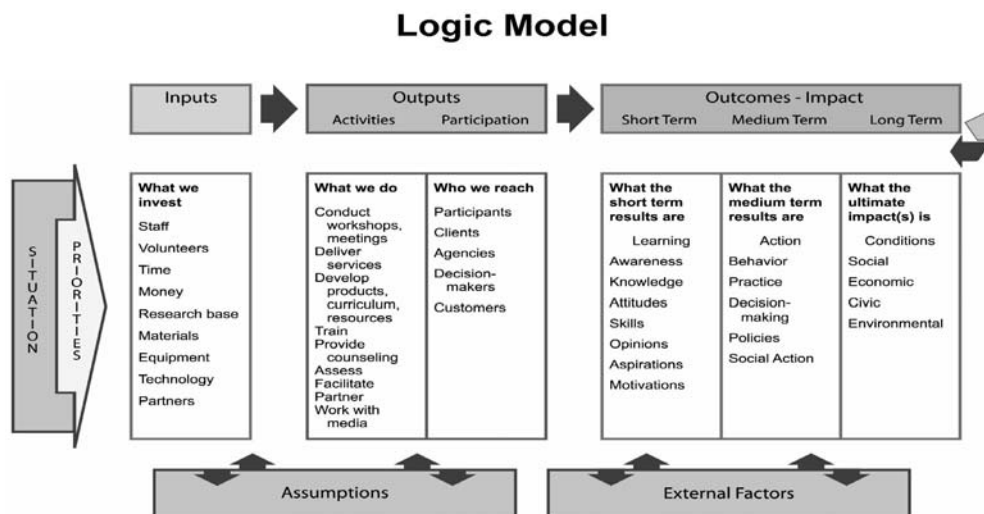 Logic Model
Inputs
Outputs
Activities Participation
Outcomes - Impact
Short Term Medium Term Long Term
SITUATION
PRIORITIES
What we
invest
Staff
Volunteers
Time
Money
Research base
Materials
Equipment
Technology
Partners
What we do
Conduct
workshops,
meetings
Deliver
services
Develop
products,
curriculum,
resources
Train
Provide
counseling
Assess
Facilitate
Partner
Work with
media
Who we reach
Participants
Clients
Agencies
Decision-
makers
Customers
What the
short term
results are
Learning
Awareness
Knowledge
Attitudes
Skills
Opinions
Aspirations
Motivations
What the
medium term
results are
Action
Behavior
Practice
Decision-
making
Policies
Social Action
What the
ultimate
impact(s) is
Conditions
Social
Economic
Civic
Environmental
Assumptions
External Factors